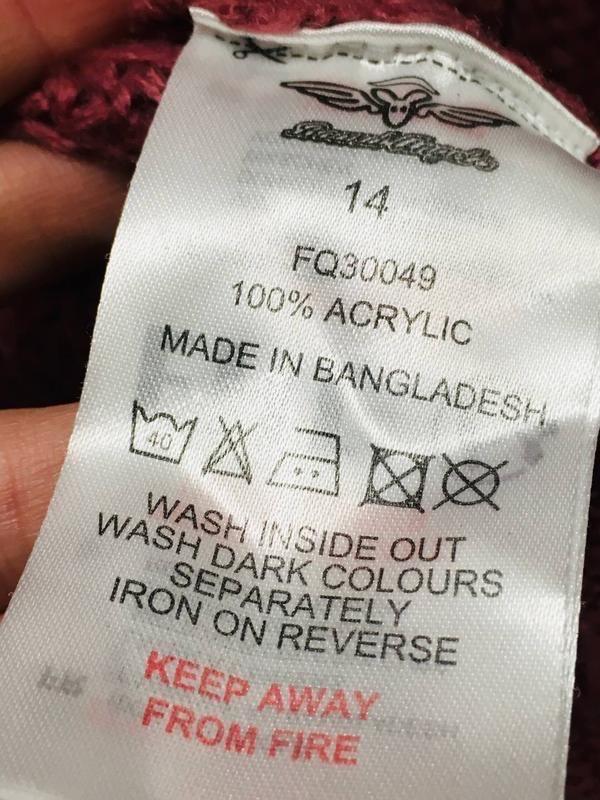 14
FQ30049
100% ACRYLIC
MADE IN BANGLADESH
40
WASH INSIDE OUT
WASH DARK COLOURS
SEPARATELY
IRON ON REVERSE
KEEP AWAY
FROM FIRE